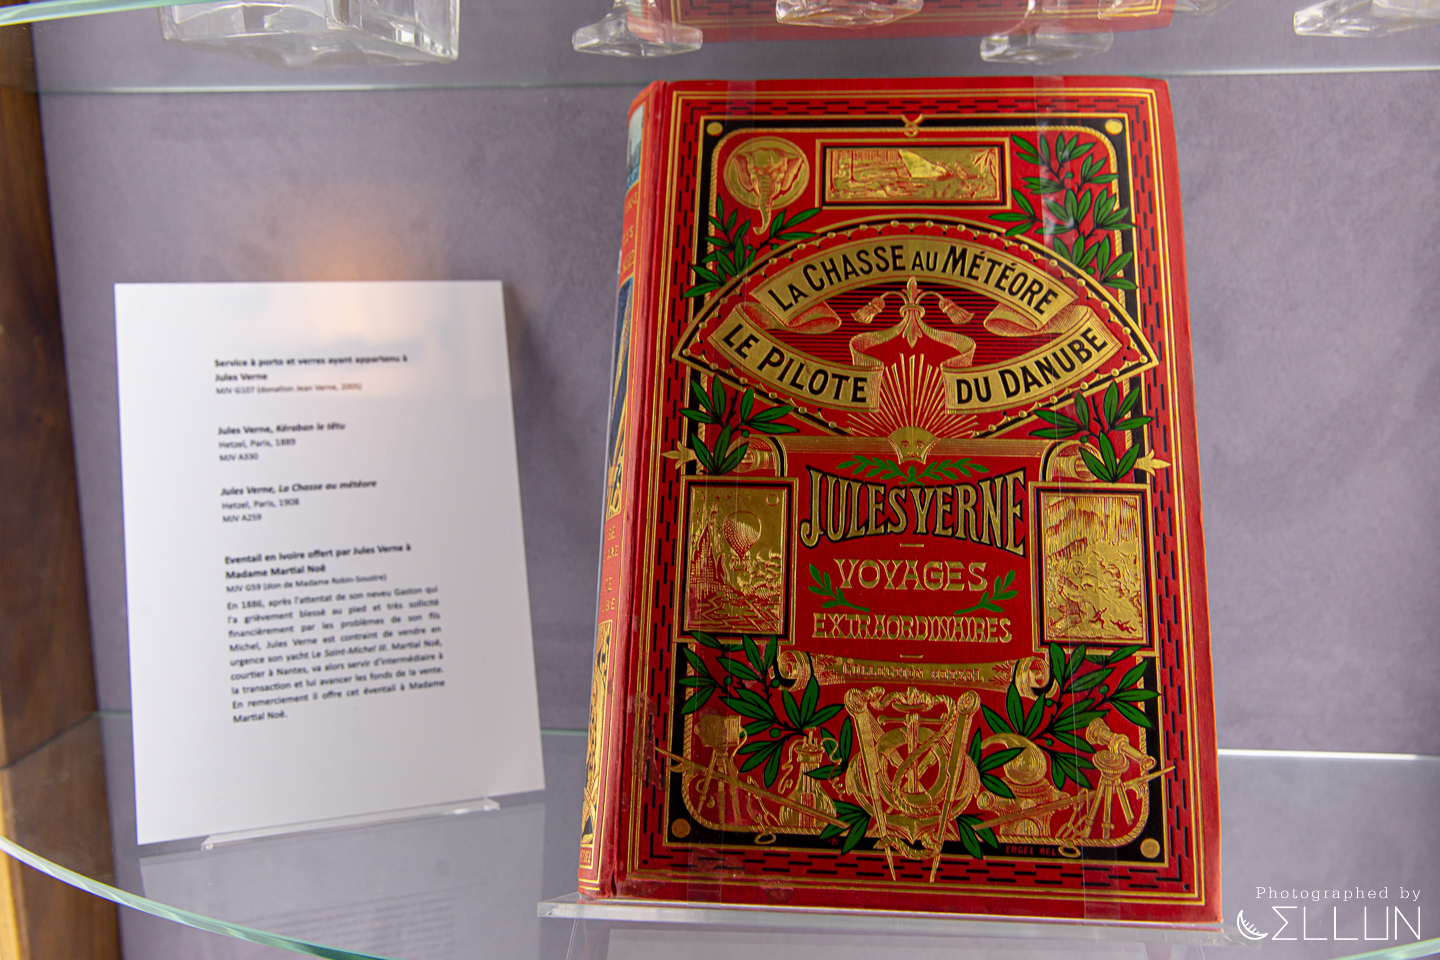 Service à porto et verres ayant appartenu à
Jules Verne
MJV G107 (donation Jean Verne, 2005)
Jules Verne, Kéraban le têtu
Hetzel, Paris, 1889
MJV A330
Jules Verne, La Chasse au météore
Hetzel, Paris, 1908
MJV A259
Eventail en Ivoire offert par Jules Verne à
Madame Martial Noë
MJV G59 (don de Madame Robin-Soustre)
En 1886, après l'attentat de son neveu Gaston qui
l'a grièvement blessé au pied et très sollicité
financièrement par les problèmes de son fils
Michel, Jules Verne est contraint de vendre en
urgence son yacht Le Saint-Michel III. Martial Noë,
courtier à Nantes, va alors servir d'intermédiaire à
la transaction et lui avancer les fonds de la vente.
En remerciement il offre cet éventail à Madame
Martial Noë.
LA CHASSE AU MÉTÉORE
LE PILOTE DU DANUBE
JULES VERNE
VOYAGES
EXTRAORDINAIRES
COLLECTION HETZEL
ENGEL REL
Photographed by
CELLUN